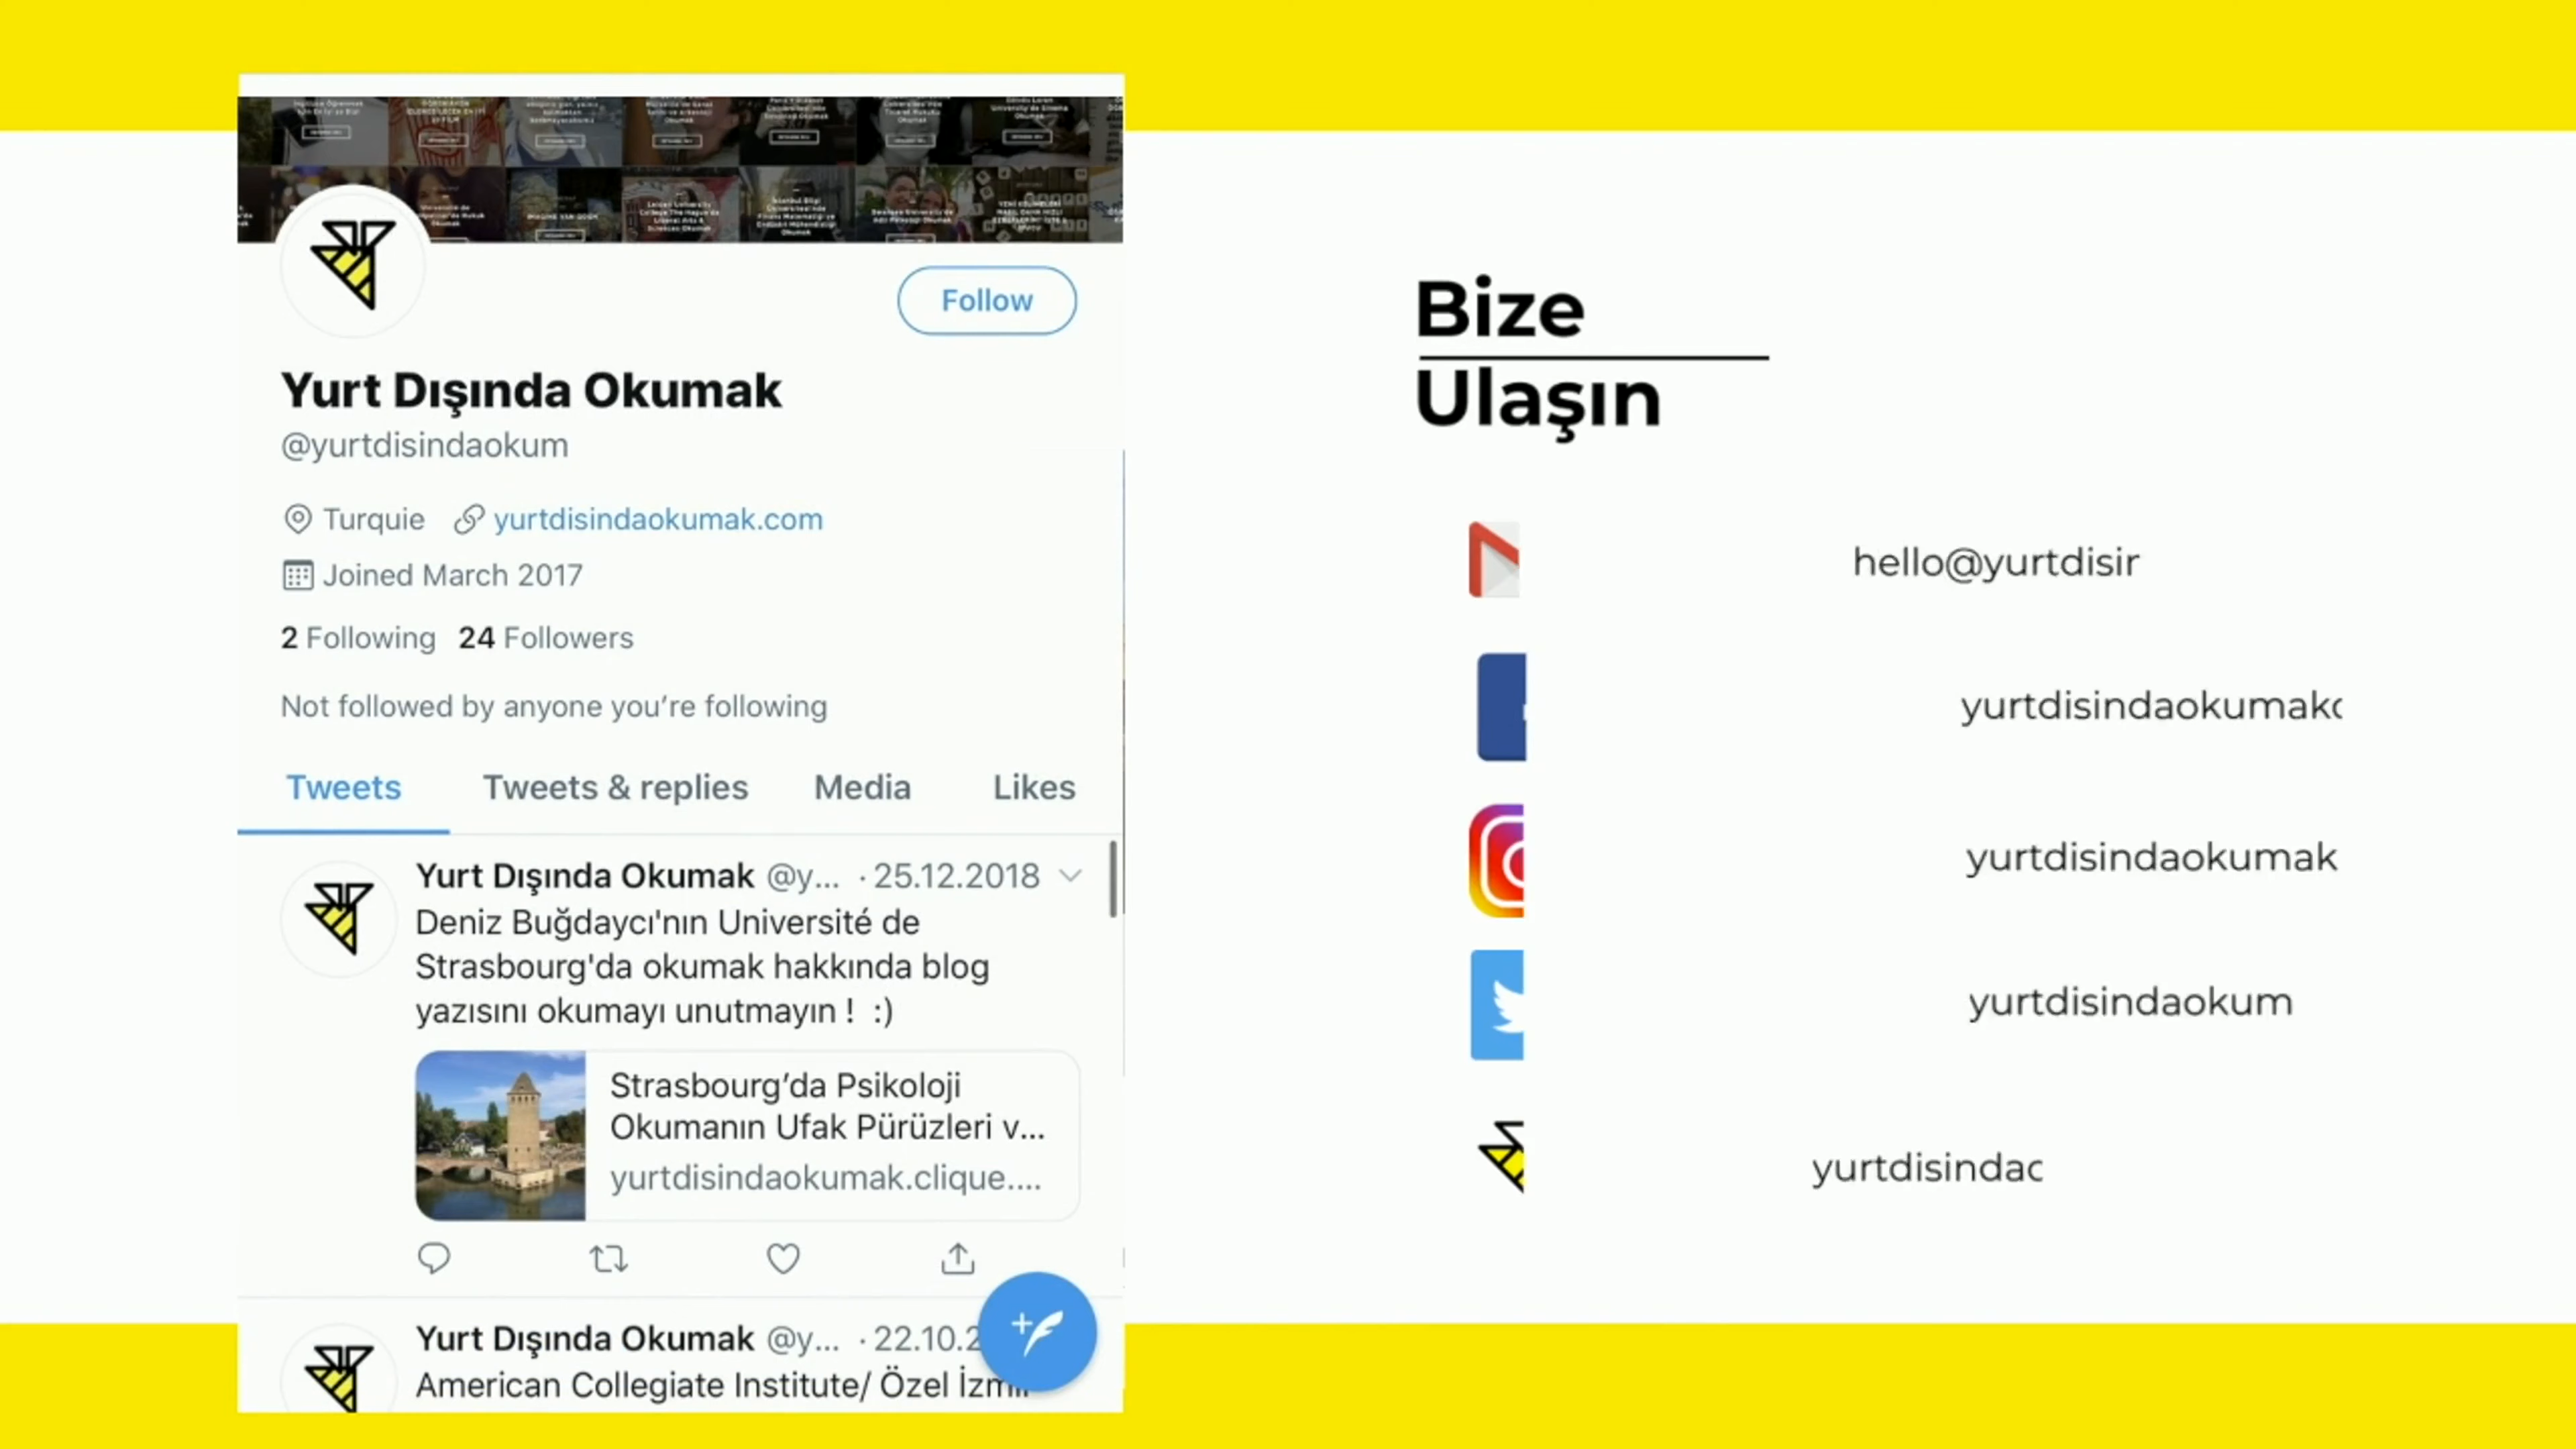 Follow
Yurt Dışında Okumak
@yurtdisindaokum
Turquie yurtdisindaokumak.com
Joined March 2017
2 Following 24 Followers
Not followed by anyone you’re following
Tweets Tweets & replies Media Likes
Yurt Dışında Okumak @y... · 25.12.2018
Deniz Buğdaycı'nın Université de
Strasbourg'da okumak hakkında blog
yazısını okumayı unutmayın ! :)
Strasbourg’da Psikoloji
Okumanın Ufak Pürüzleri v...
yurtdisindaokumak.clique....
Yurt Dışında Okumak @y... · 22.10.2
American Collegiate Institute/ Özel
Bize
Ulaşın
hello@yurtdisir
yurtdisindaokumak
yurtdisindaokumak
yurtdisindaokum
yurtdisinda